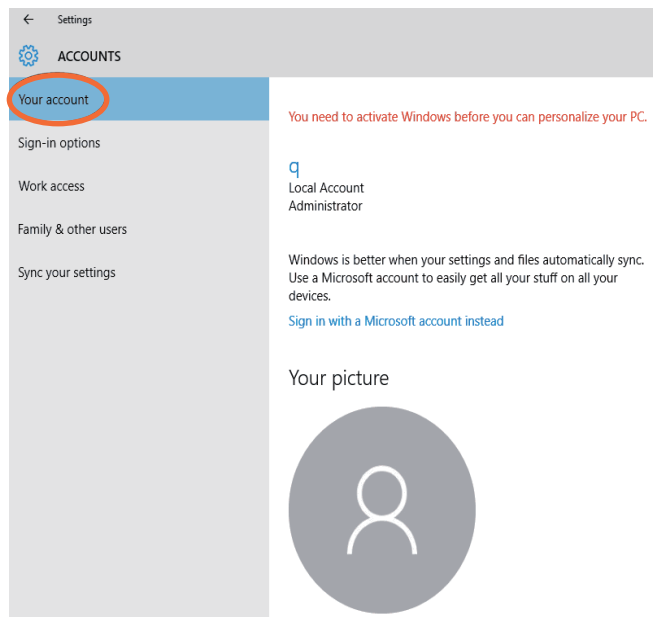 Settings
ACCOUNTS
Your account
Sign-in options
Work access
Family & other users
Sync your settings
You need to activate Windows before you can personalize your PC.
q
Local Account
Administrator
Windows is better when your settings and files automatically sync.
Use a Microsoft account to easily get all your stuff on all your
devices.
Sign in with a Microsoft account instead
Your picture